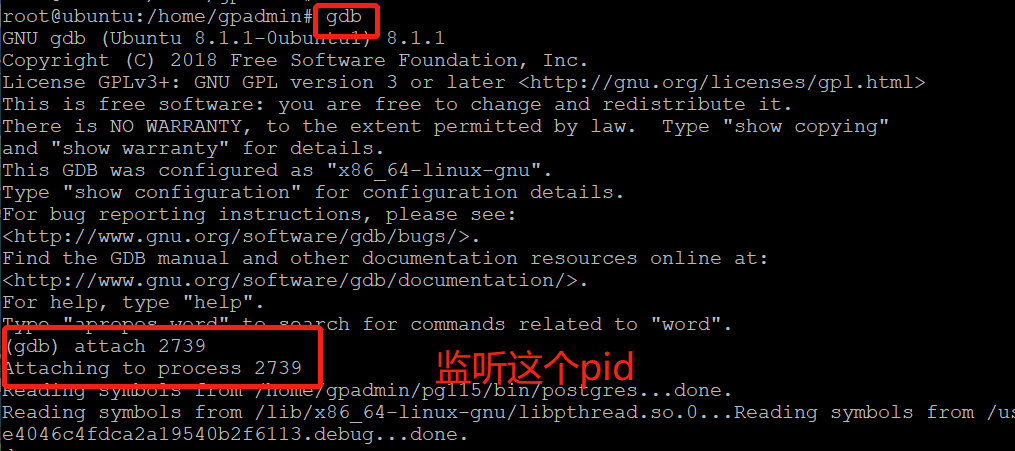 root@ubuntu:/home/gpadmin# gdb
GNU gdb (Ubuntu 8.1.1-0ubuntu1) 8.1.1
Copyright (C) 2018 Free Software Foundation, Inc.
License GPLv3+: GNU GPL version 3 or later <http://gnu.org/licenses/gpl.html>
This is free software: you are free to change and redistribute it.
There is NO WARRANTY, to the extent permitted by law.  Type "show copying"
and "show warranty" for details.
This GDB was configured as "x86_64-linux-gnu".
Type "show configuration" for configuration details.
For bug reporting instructions, please see:
<http://www.gnu.org/software/gdb/bugs/>.
Find the GDB manual and other documentation resources online at:
<http://www.gnu.org/software/gdb/documentation/>.
For help, type "help".
Type "apropos word" to search for commands related to "word".
(gdb) attach 2739
Attaching to process 2739
监听这个pid
Reading symbols from /home/gpadmin/pg115/bin/postgres...done.
Reading symbols from /lib/x86_64-linux-gnu/libpthread.so.0...Reading symbols from /us
e4046c4fdca2a19540b2f6113.debug...done.